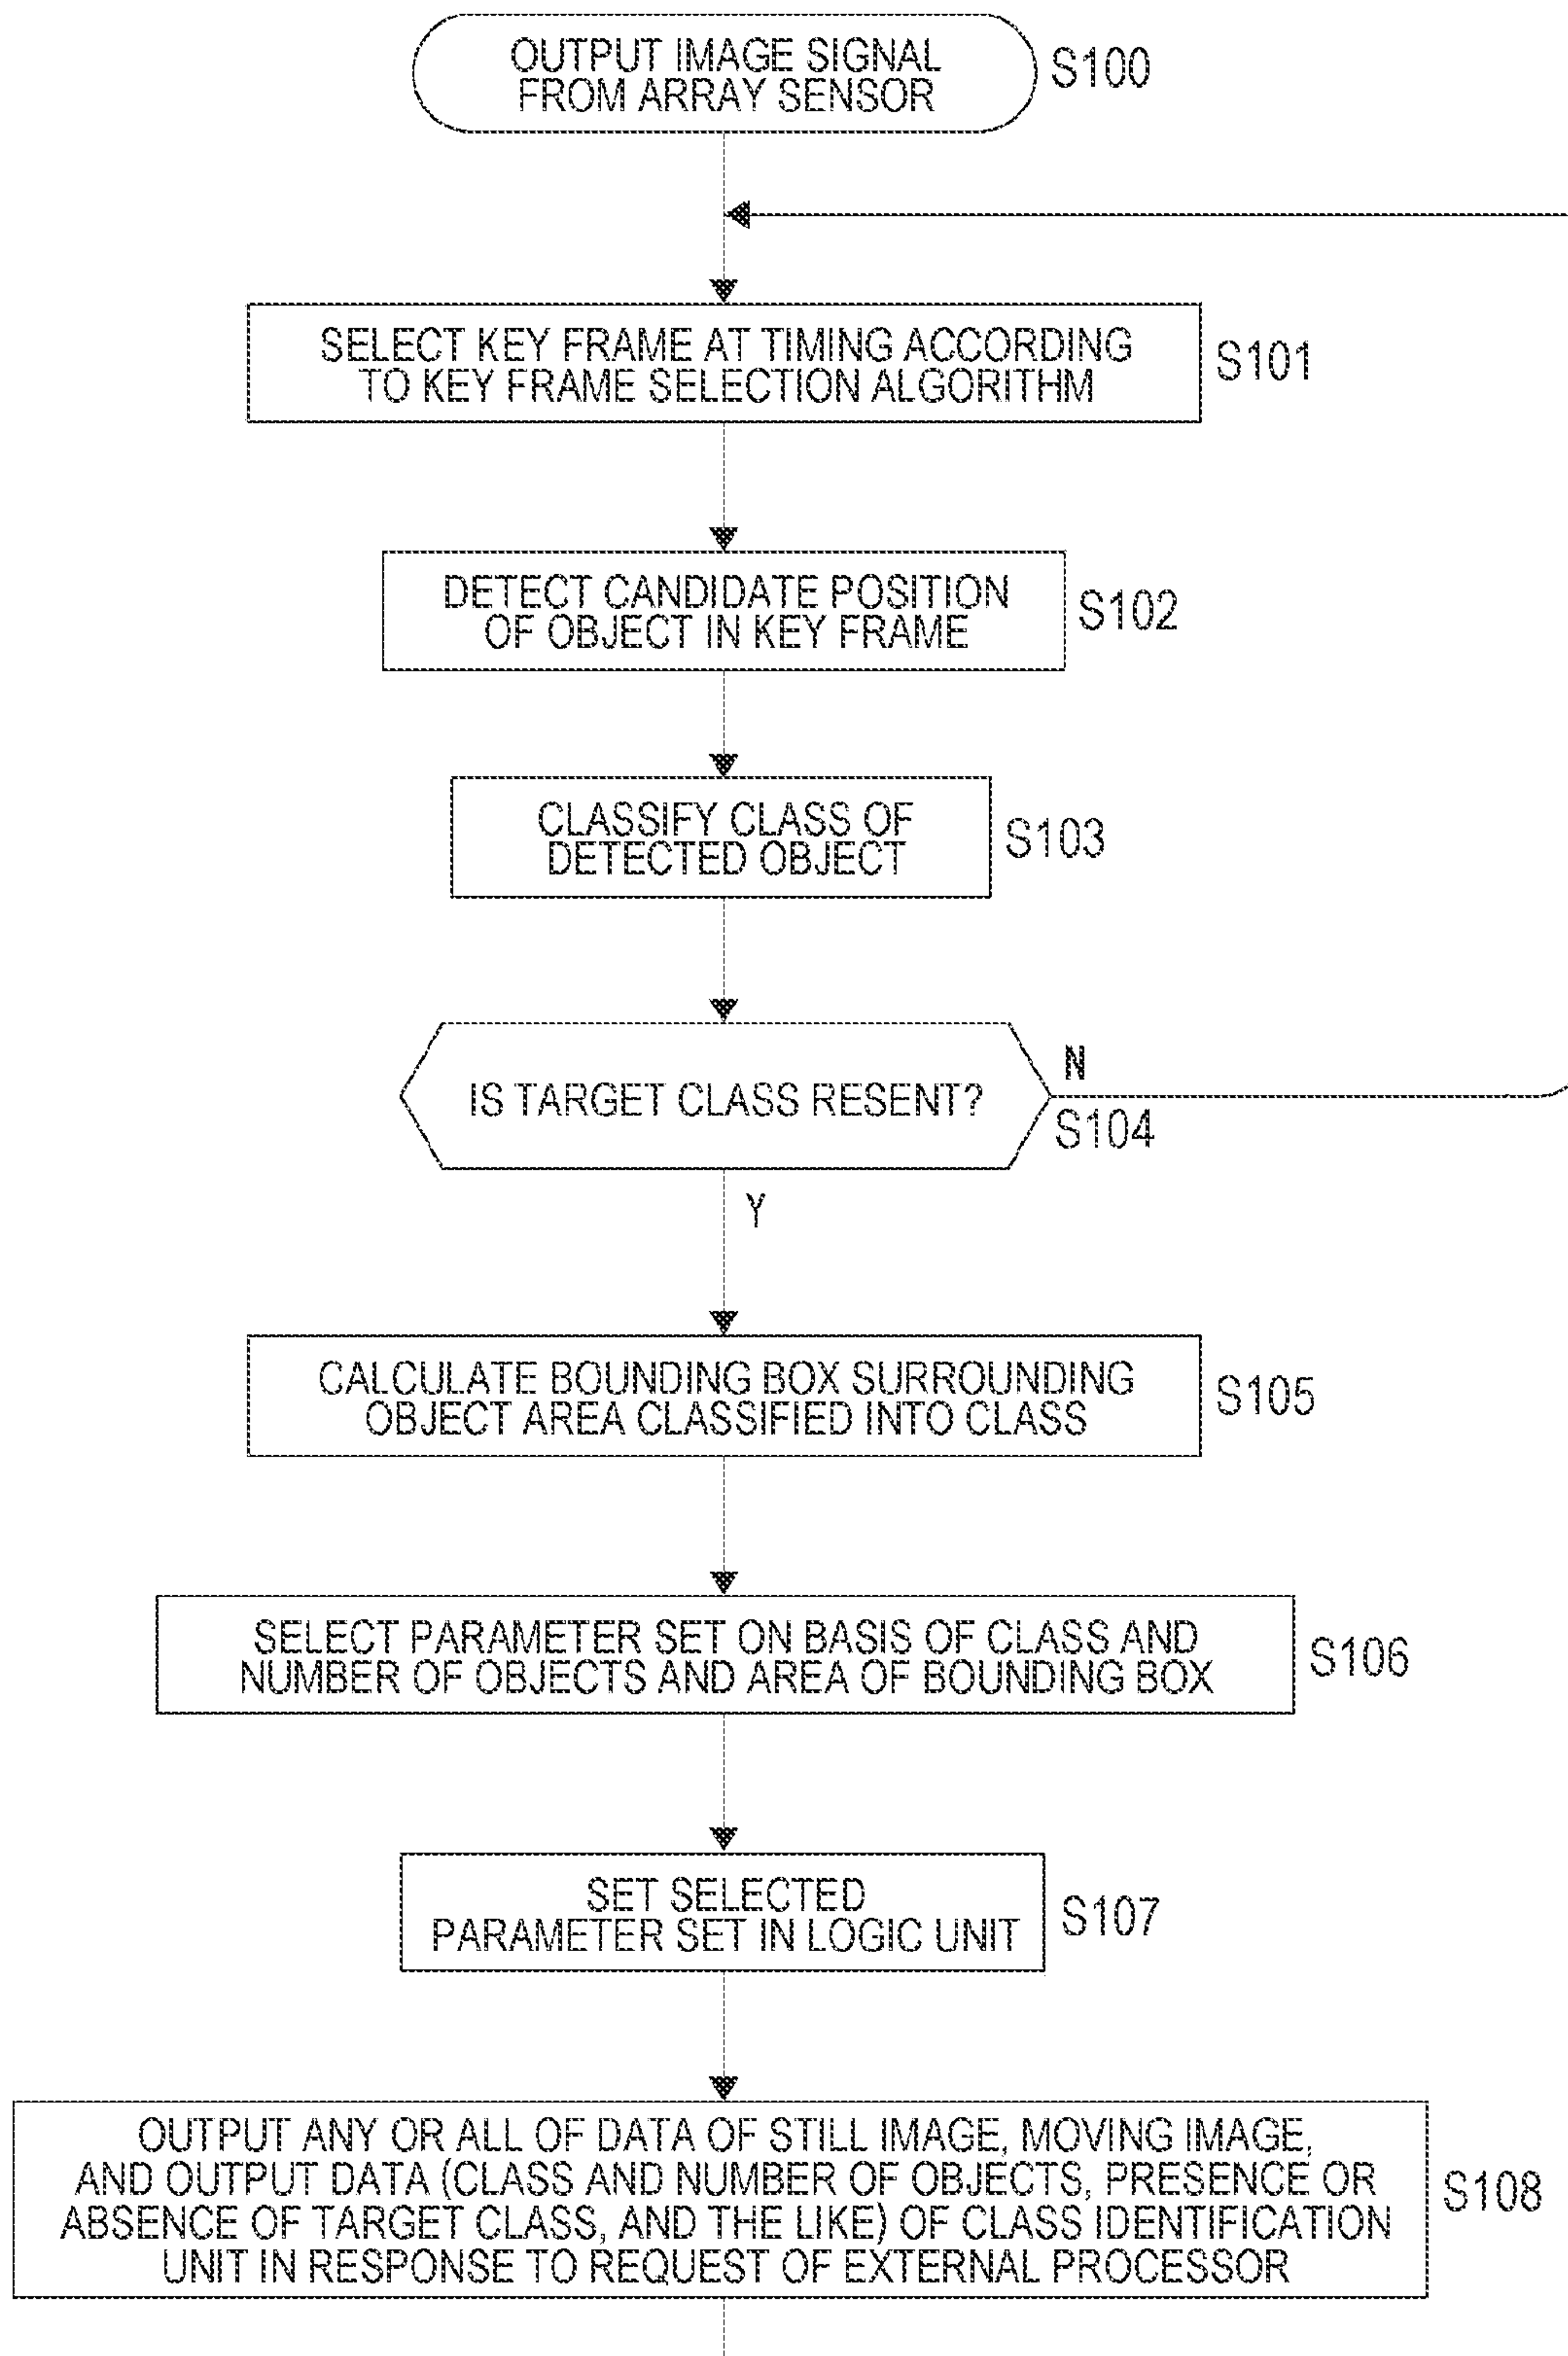 OUTPUT IMAGE SIGNAL
FROM ARRAY SENSOR
S100
SELECT KEY FRAME AT TIMING ACCORDING
TO KEY FRAME SELECTION ALGORITHM
S101
DETECT CANDIDATE POSITION
OF OBJECT IN KEY FRAME
S102
CLASSIFY CLASS OF
DETECTED OBJECT
S103
IS TARGET CLASS RESENT?
N
S104
Y
CALCULATE BOUNDING BOX SURROUNDING
OBJECT AREA CLASSIFIED INTO CLASS
S105
SELECT PARAMETER SET ON BASIS OF CLASS AND
NUMBER OF OBJECTS AND AREA OF BOUNDING BOX
S106
SET SELECTED
PARAMETER SET IN LOGIC UNIT
S107
OUTPUT ANY OR ALL OF DATA OF STILL IMAGE, MOVING IMAGE,
AND OUTPUT DATA (CLASS AND NUMBER OF OBJECTS, PRESENCE OR
ABSENCE OF TARGET CLASS, AND THE LIKE) OF CLASS IDENTIFICATION
UNIT IN RESPONSE TO REQUEST OF EXTERNAL PROCESSOR
S108